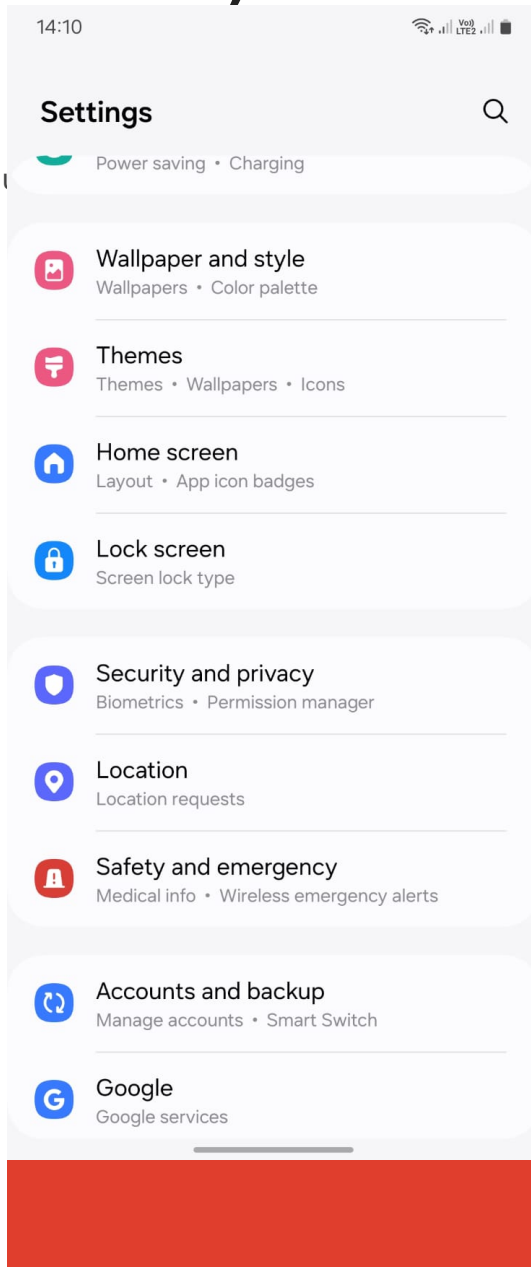 14:10
Vo))
LTE2
Settings
Power saving • Charging
Wallpaper and style
Wallpapers • Color palette
Themes
Themes • Wallpapers • Icons
Home screen
Layout • App icon badges
Lock screen
Screen lock type
Security and privacy
Biometrics • Permission manager
Location
Location requests
Safety and emergency
Medical info • Wireless emergency alerts
Accounts and backup
Manage accounts • Smart Switch
Google
Google services